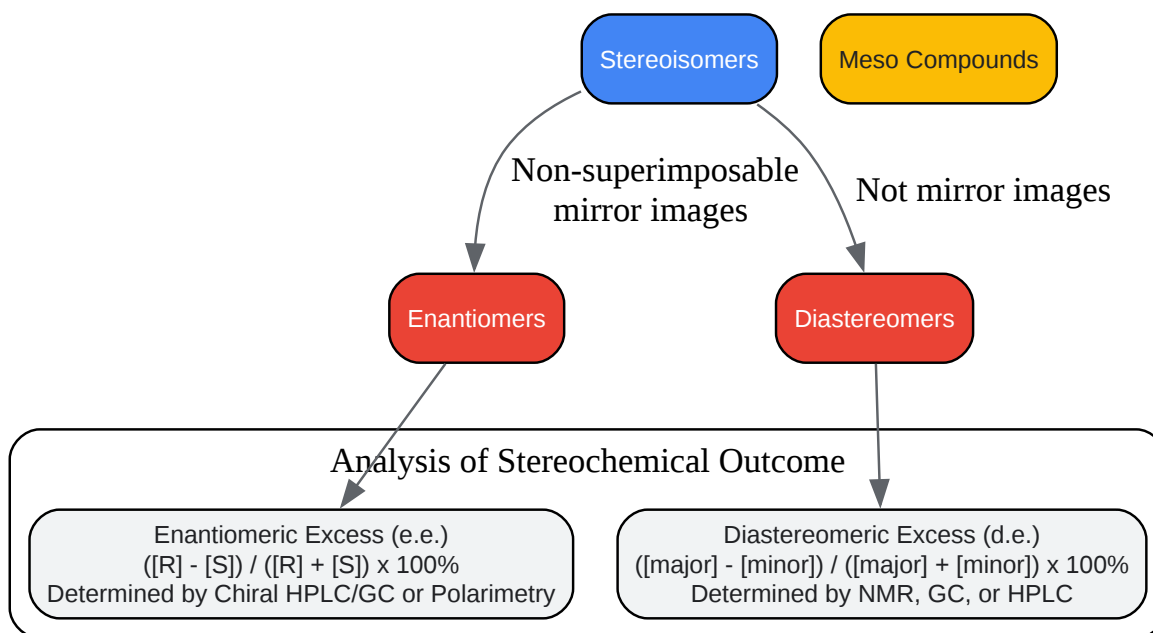 Stereoisomers
Meso Compounds
Non-superimposable
mirror images
Not mirror images
Enantiomers
Diastereomers
Analysis of Stereochemical Outcome
Enantiomeric Excess (e.e.)
([R] - [S]) / ([R] + [S]) x 100%
Determined by Chiral HPLC/GC or Polarimetry
Diastereomeric Excess (d.e.)
([major] - [minor]) / ([major] + [minor]) x 100%
Determined by NMR, GC, or HPLC